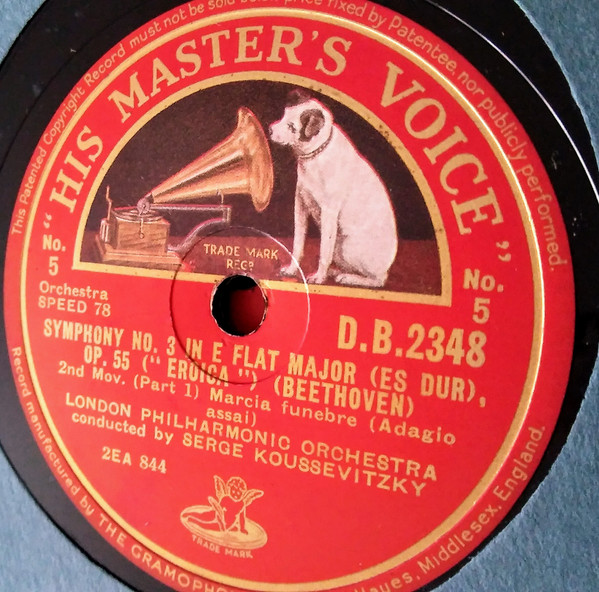 This Patented Copyright Record must not be sold below price fixed by Patentee, nor publicly performed.
"HIS MASTER'S VOICE"
TRADE MARK
REGD
No.
5
No.
5
Orchestra
SPEED 78
D.B.2348
SYMPHONY NO. 3 IN E FLAT MAJOR (ES DUR),
OP. 55 ("EROICA") (BEETHOVEN)
2nd Mov. (Part 1) Marcia funebre (Adagio
assai)
LONDON PHILHARMONIC ORCHESTRA
conducted by SERGE KOUSSEVITZKY
2EA 844
TRADE MARK
Record manufactured by THE Hayes, Middlesex, England.